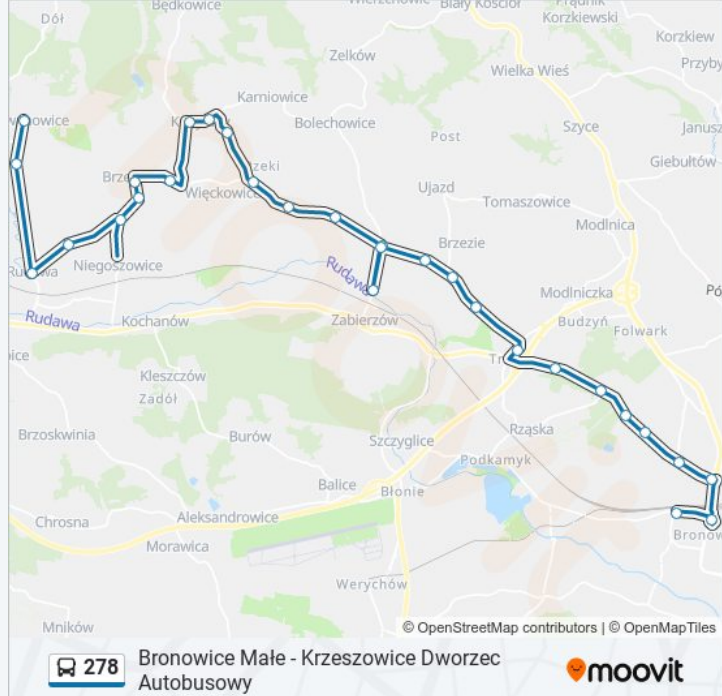 Dół
Będkowice
Wierzchowie
Biały Kościół
Prądnik
Korzkiewski
Korzkiew
Zelków
Przyby
Wielka Wieś
Karniowice
Bolechowice
Szyce
Janusz
Post
Giebułtów
Ujazd
Więckowice
Tomaszowice
Modlnica
Brzezie
Niegoszowice
Rudawa
Modlniczka
Rudawa
Kochanów
Zabierzów
Budzyń
Folwark
Kleszczów
Zadół
Brzoskwinia
Burów
Szczyglice
Rząska
Podkamyk
Balice
Błonie
Chrosna
Aleksandrowice
Bronow
Morawica
Werychów
Mników
© OpenStreetMap contributors | © OpenMapTiles
278
Bronowice Małe - Krzeszowice Dworzec
Autobusowy
moovit